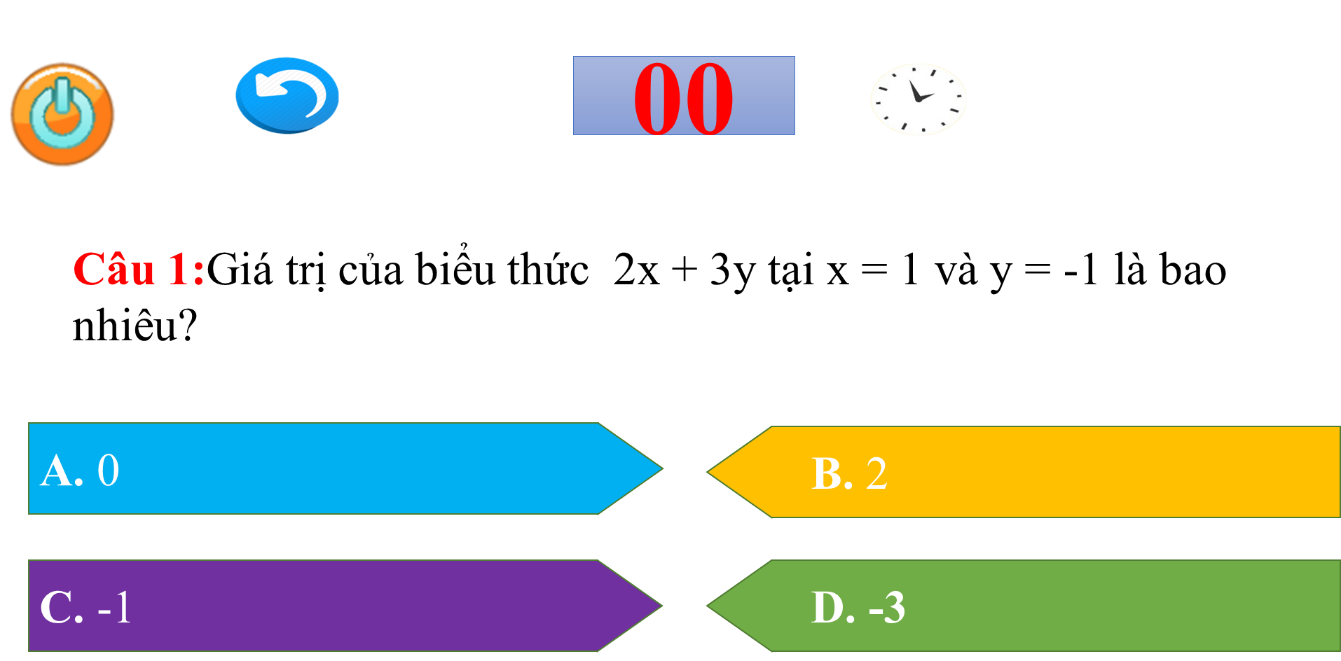 00
Câu 1:Giá trị của biểu thức 2x + 3y tại x = 1 và y = -1 là bao
nhiêu?
A. 0
B. 2
C. -1
D. -3